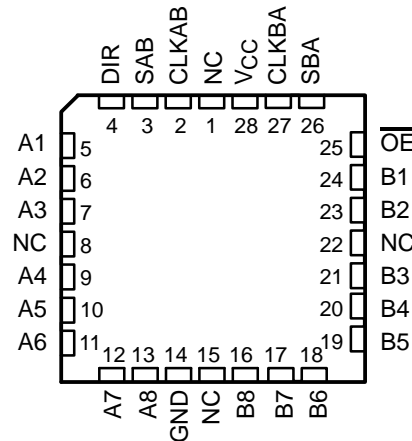 DIR SAB CLKAB NC VCC CLKBA SBA
4 3 2 1 28 27 26
A1 5 25 OE
A2 6 24 B1
A3 7 23 B2
NC 8 22 NC
A4 9 21 B3
A5 10 20 B4
A6 11 19 B5
12 13 14 15 16 17 18
A7 A8 GND NC B8 B7 B6